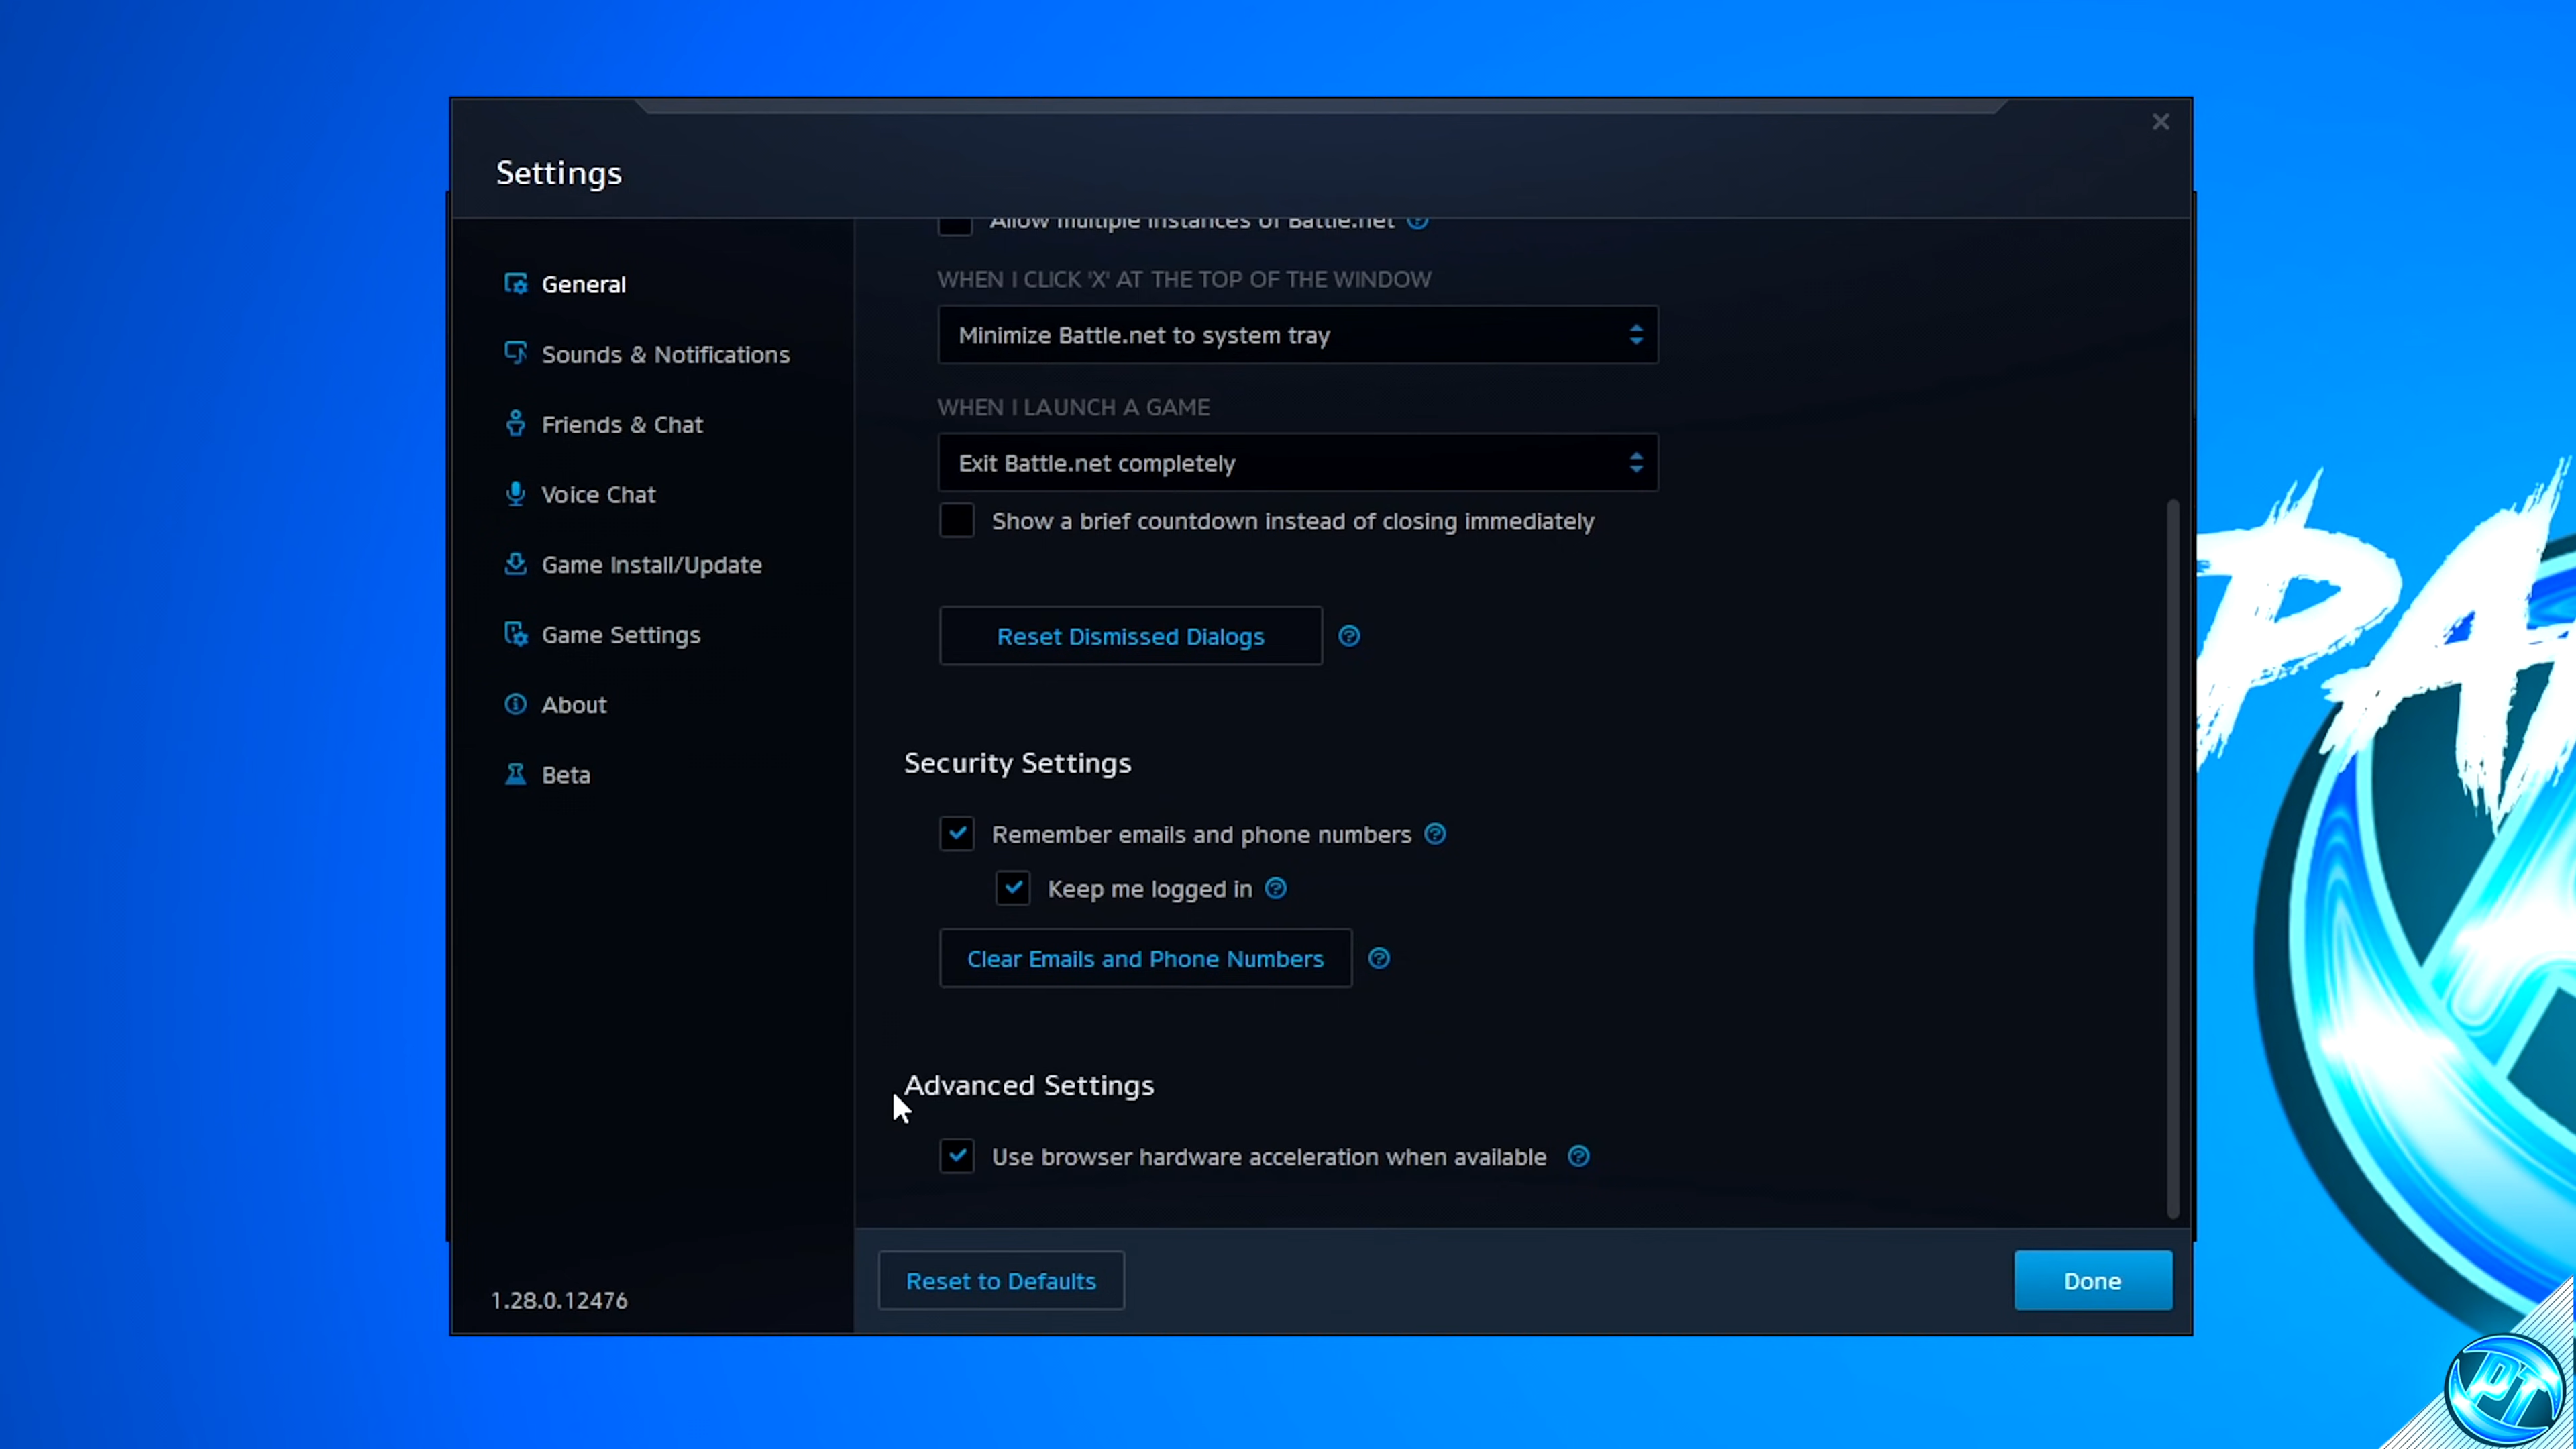 Settings
General
Sounds & Notifications
Friends & Chat
Voice Chat
Game Install/Update
Game Settings
About
Beta
1.28.0.12476
Allow multiple instances of Battle.net
WHEN I CLICK 'X' AT THE TOP OF THE WINDOW
Minimize Battle.net to system tray
WHEN I LAUNCH A GAME
Exit Battle.net completely
Show a brief countdown instead of closing immediately
Reset Dismissed Dialogs
Security Settings
Remember emails and phone numbers
Keep me logged in
Clear Emails and Phone Numbers
Advanced Settings
Use browser hardware acceleration when available
Reset to Defaults
Done
PA
PT